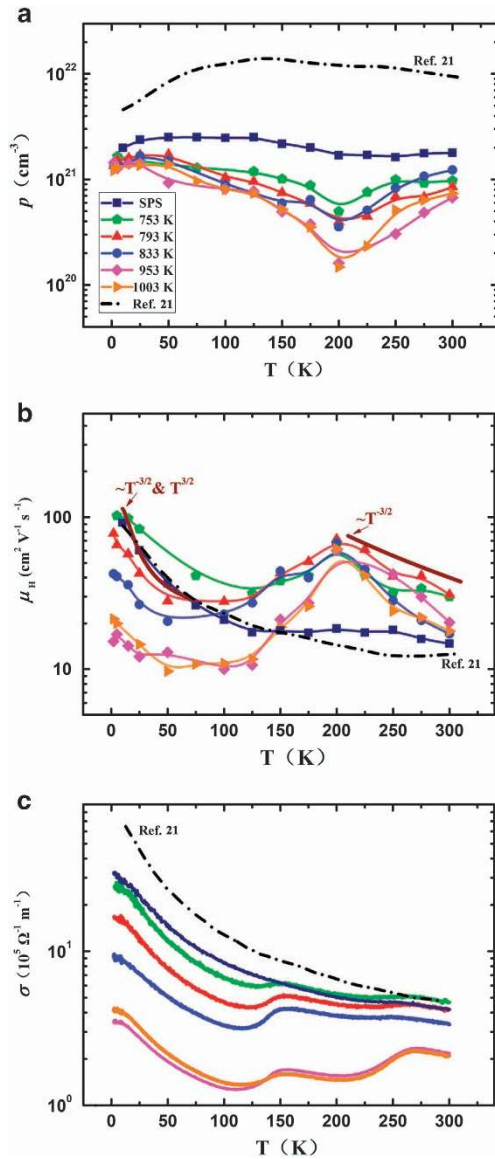 a
Ref. 21
10²²
10²¹
10²⁰
p (cm⁻³)
SPS
753 K
793 K
833 K
953 K
1003 K
Ref. 21
0 50 100 150 200 250 300
T (K)
b
~T⁻³/² & T³/²
~T⁻³/²
100
10
μH (cm² V⁻¹ s⁻¹)
Ref. 21
0 50 100 150 200 250 300
T (K)
c
Ref. 21
10¹
10⁰
σ (10⁵ Ω⁻¹ m⁻¹)
0 50 100 150 200 250 300
T (K)